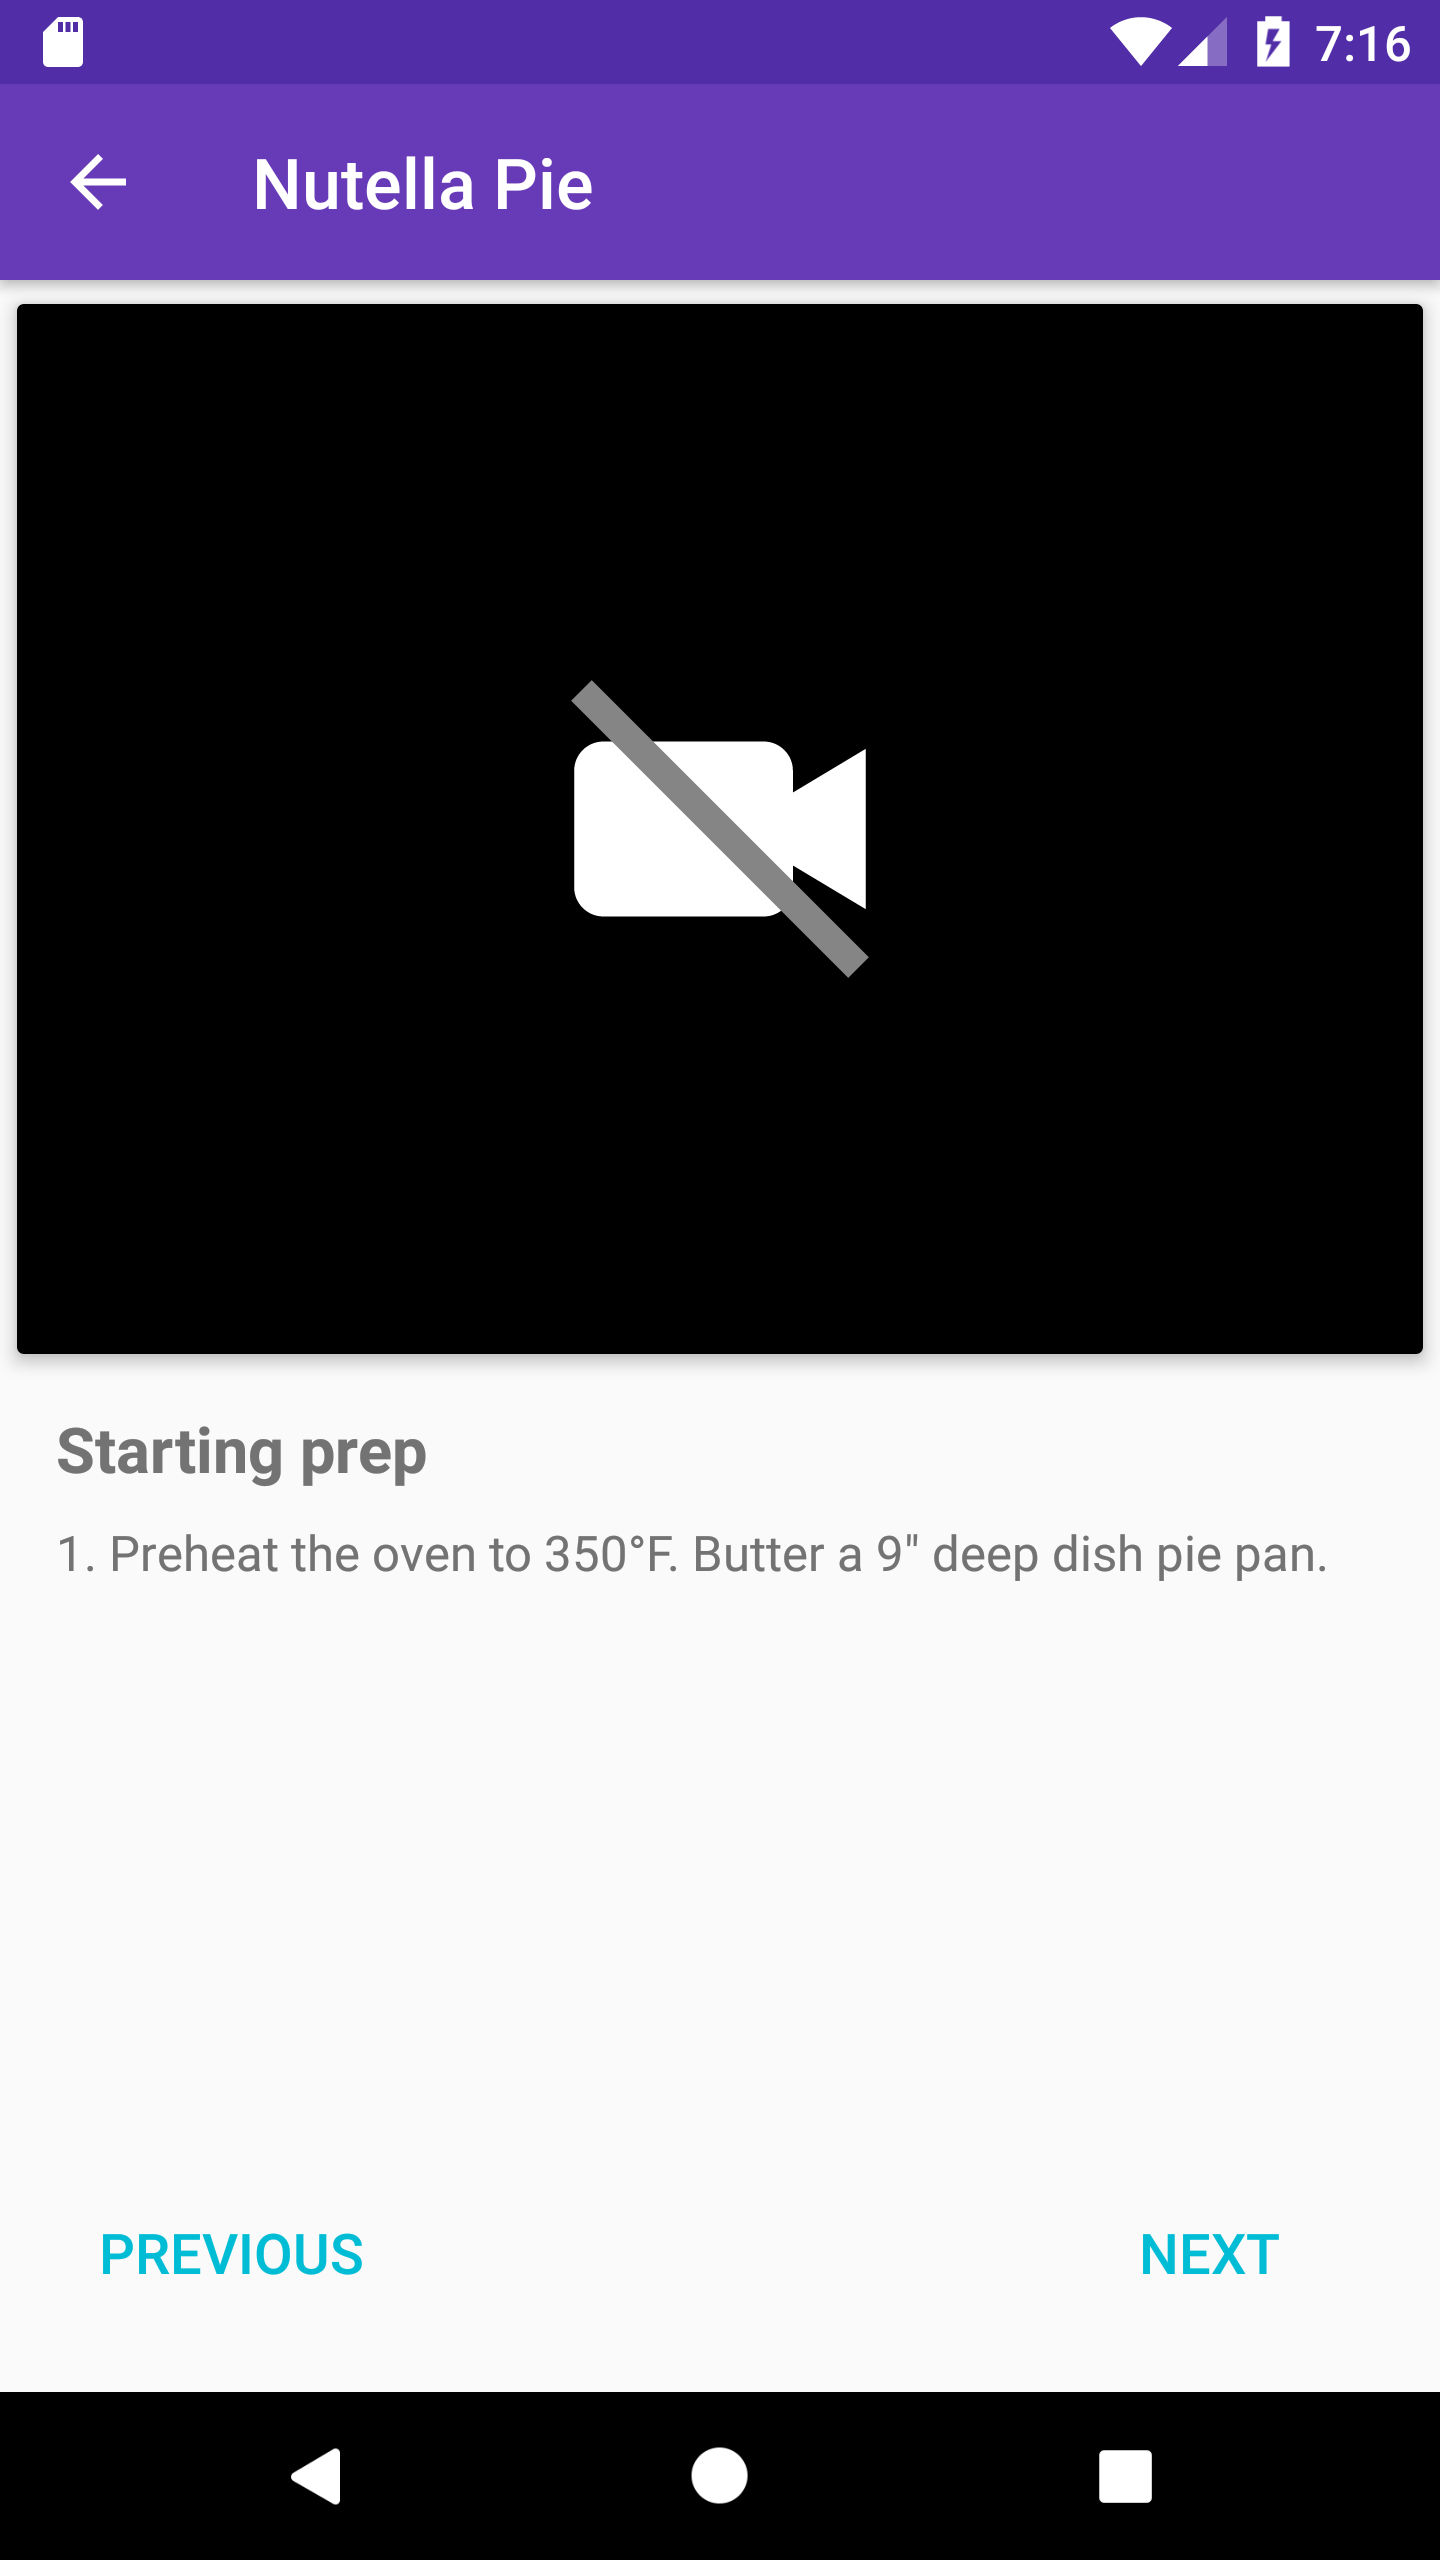 7:16
Nutella Pie
Starting prep
1. Preheat the oven to 350°F. Butter a 9" deep dish pie pan.
PREVIOUS
NEXT